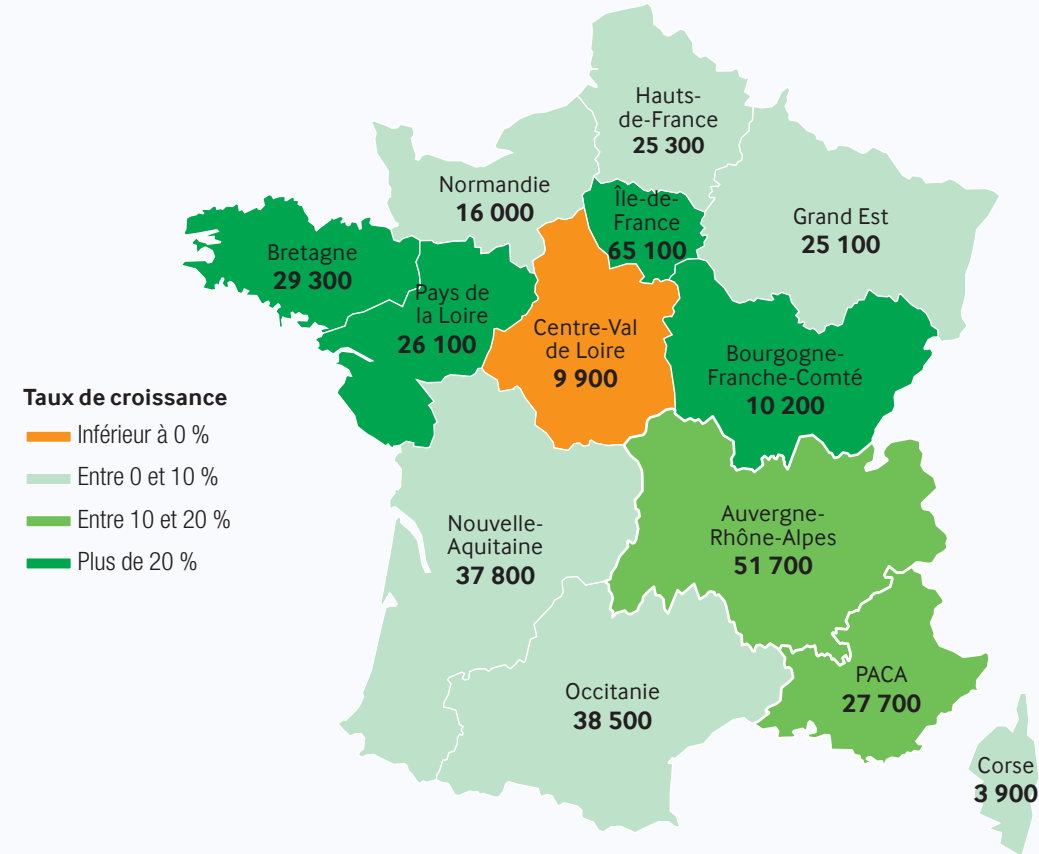 Hauts-
de-France
25 300
Normandie
16 000
Île-de-
France
65 100
Grand Est
25 100
Bretagne
29 300
Pays de
la Loire
26 100
Centre-Val
de Loire
9 900
Bourgogne-
Franche-Comté
10 200
Taux de croissance
Inférieur à 0 %
Entre 0 et 10 %
Entre 10 et 20 %
Plus de 20 %
Nouvelle-
Aquitaine
37 800
Auvergne-
Rhône-Alpes
51 700
Occitanie
38 500
PACA
27 700
Corse
3 900